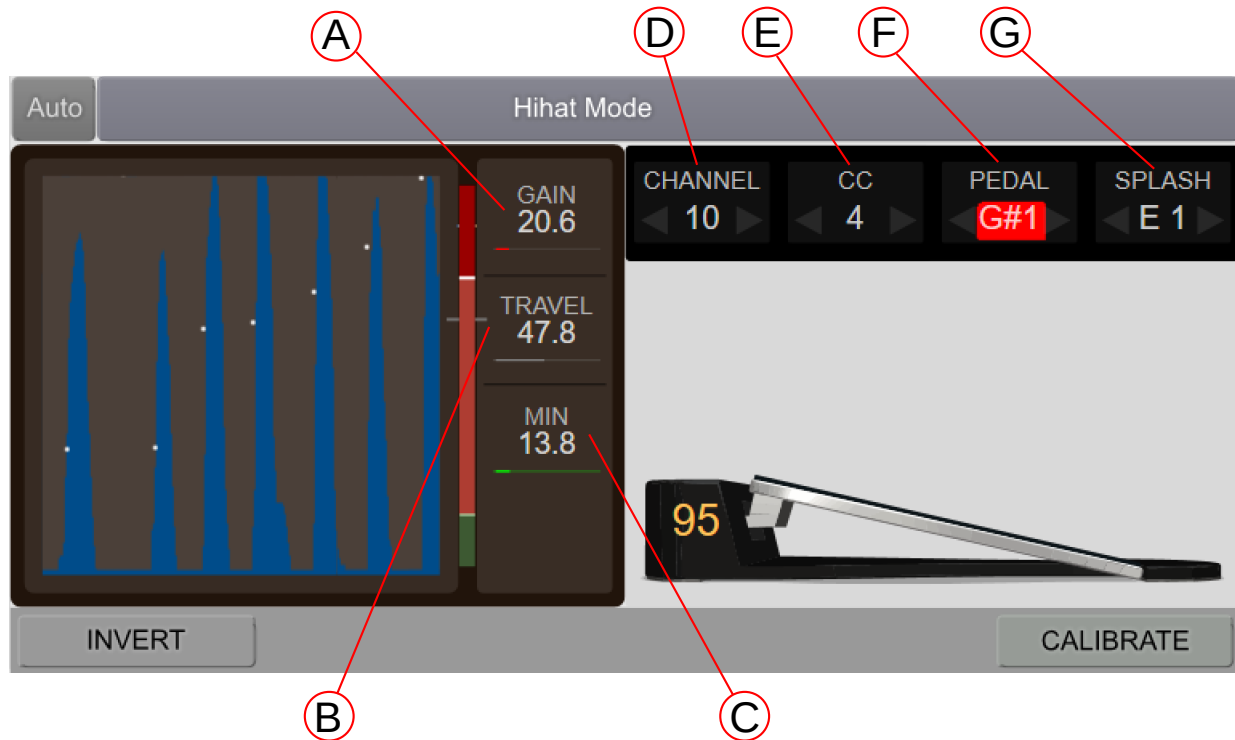 A
D
E
F
G
Auto
Hihat Mode
GAIN
20.6
TRAVEL
47.8
MIN
13.8
CHANNEL
10
CC
4
PEDAL
G#1
SPLASH
E 1
95
INVERT
CALIBRATE
B
C